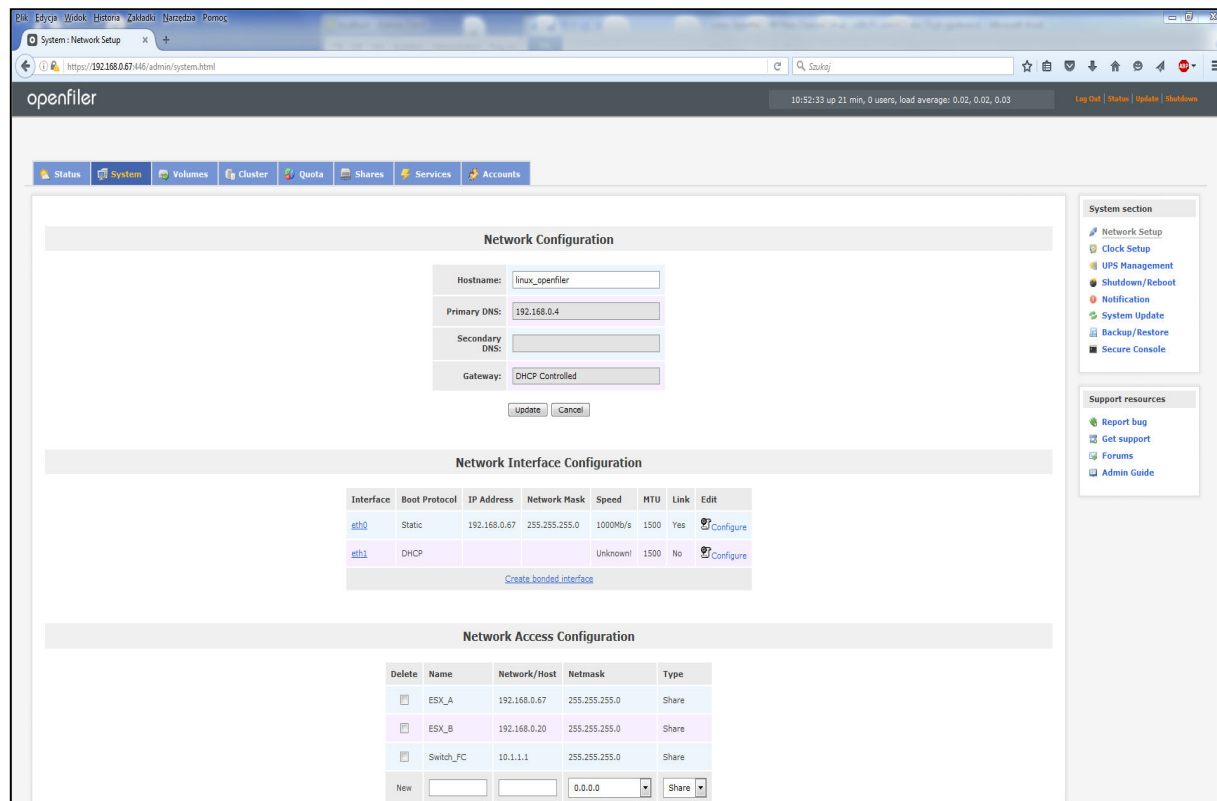 Plik Edycja Widok Historia Zakładki Narzędzia Pomoc
System : Network Setup x +
https://192.168.0.67:446/admin/system.html
Szukaj
ABP
openfiler
10:52:33 up 21 min, 0 users, load average: 0.02, 0.02, 0.03
Log Out | Status | Update | Shutdown
Status System Volumes Cluster Quota Shares Services Accounts
Network Configuration
Hostname: linux_openfiler
Primary DNS: 192.168.0.4
Secondary
DNS:
Gateway: DHCP Controlled
Update Cancel
Network Interface Configuration
Interface Boot Protocol IP Address Network Mask Speed MTU Link Edit
eth0 Static 192.168.0.67 255.255.255.0 1000Mb/s 1500 Yes Configure
eth1 DHCP Unknown! 1500 No Configure
Create bonded interface
Network Access Configuration
Delete Name Network/Host Netmask Type
ESX_A 192.168.0.67 255.255.255.0 Share
ESX_B 192.168.0.20 255.255.255.0 Share
Switch_FC 10.1.1.1 255.255.255.0 Share
New 0.0.0.0 Share
System section
Network Setup
Clock Setup
UPS Management
Shutdown/Reboot
Notification
System Update
Backup/Restore
Secure Console
Support resources
Report bug
Get support
Forums
Admin Guide